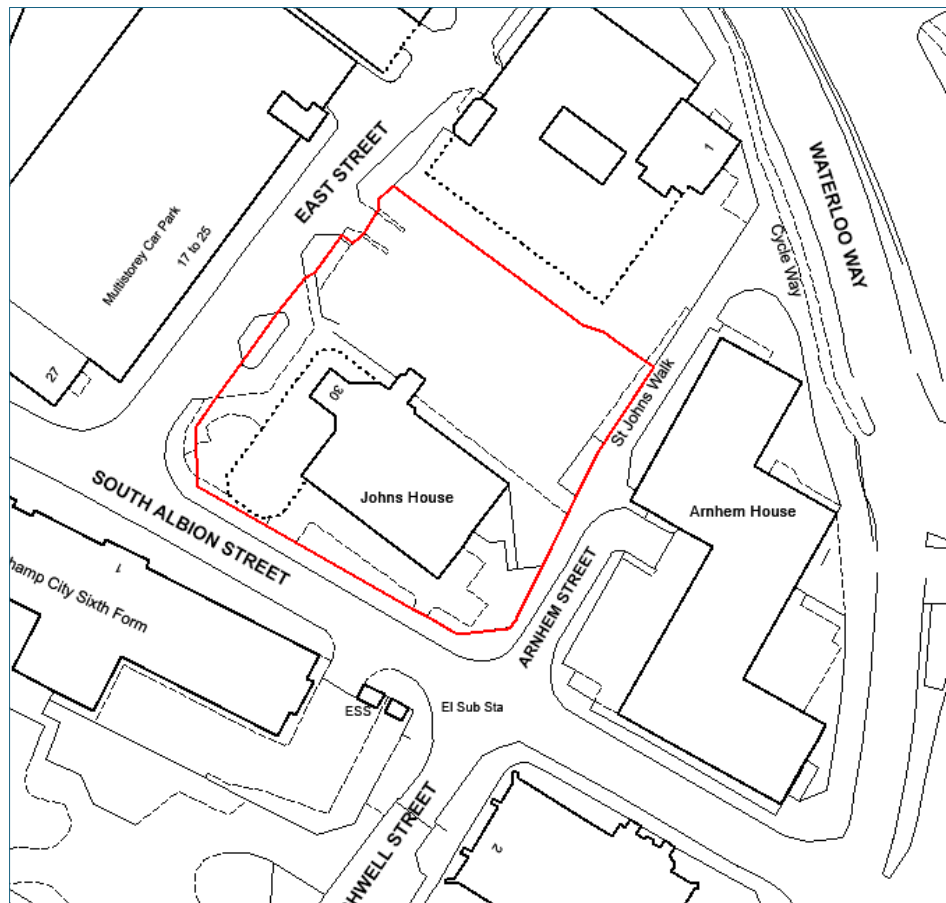 EAST STREET
WATERLOO WAY
Cycle Way
1
Multistorey Car Park
17 to 25
27
30
St Johns Walk
Johns House
Arnhem House
SOUTH ALBION STREET
ARNHEM STREET
1
hamp City Sixth Form
ESS
El Sub Sta
HWELL STREET
2